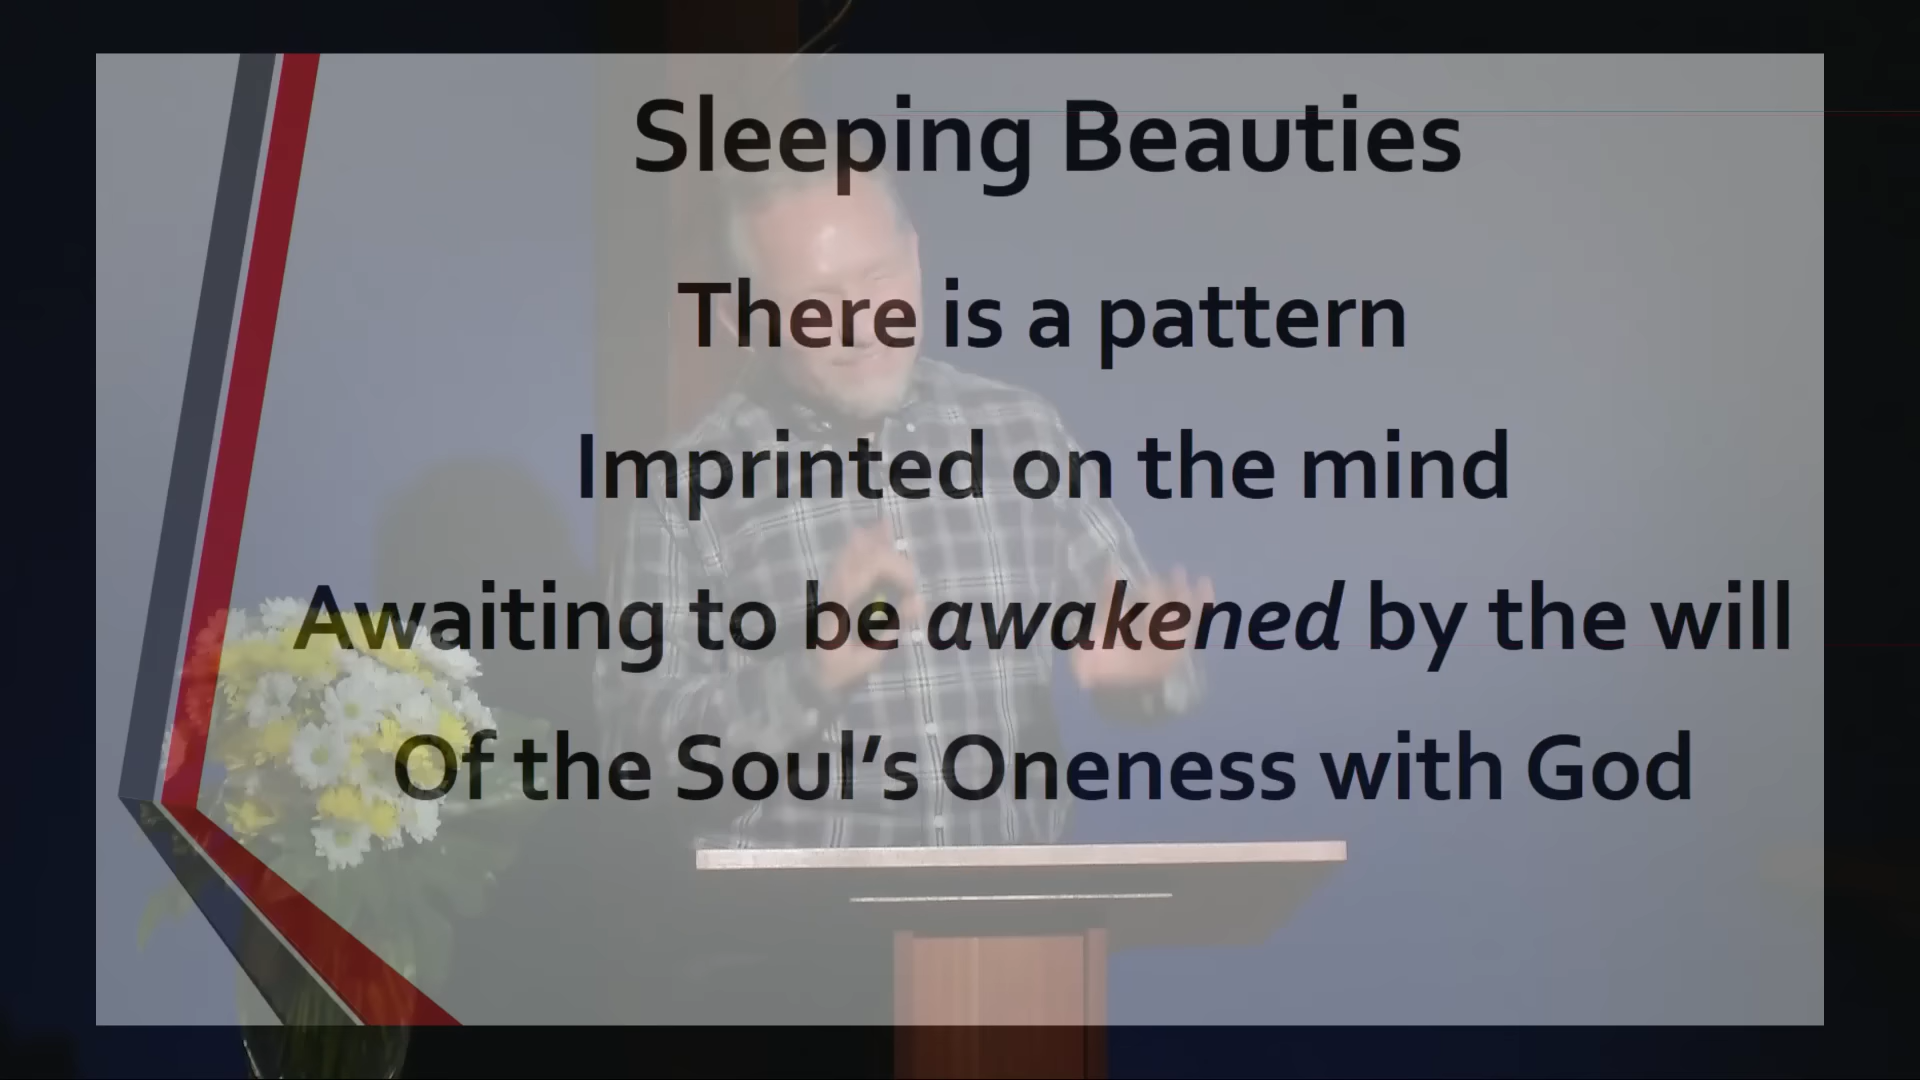 Sleeping Beauties
There is a pattern
Imprinted on the mind
Awaiting to be awakened by the will
Of the Soul’s Oneness with God